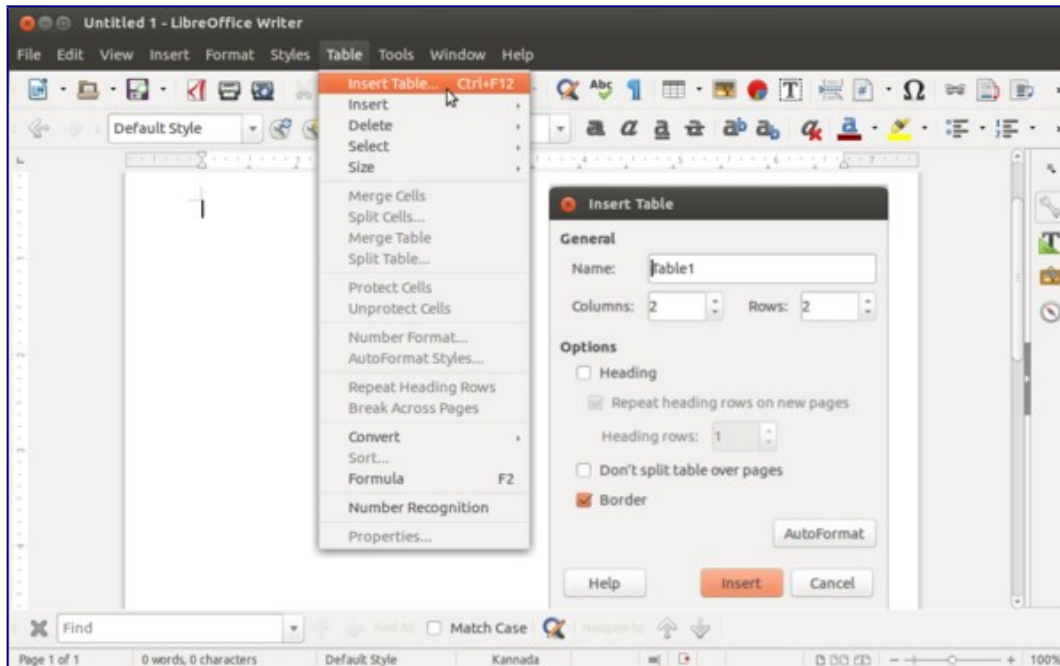 Untitled 1 - LibreOffice Writer
File Edit View Insert Format Styles Table Tools Window Help
Insert Table... Ctrl+F12
Insert
Delete
Select
Size
Merge Cells
Split Cells...
Merge Table
Split Table...
Protect Cells
Unprotect Cells
Number Format...
AutoFormat Styles...
Repeat Heading Rows
Break Across Pages
Convert
Sort...
Formula F2
Number Recognition
Properties...
Default Style
Insert Table
General
Name: Table1
Columns: 2 Rows: 2
Options
Heading
Repeat heading rows on new pages
Heading rows: 1
Don't split table over pages
Border
AutoFormat
Help Insert Cancel
Find Find All Match Case Navigate by
Page 1 of 1 0 words, 0 characters Default Style Kannada 100%